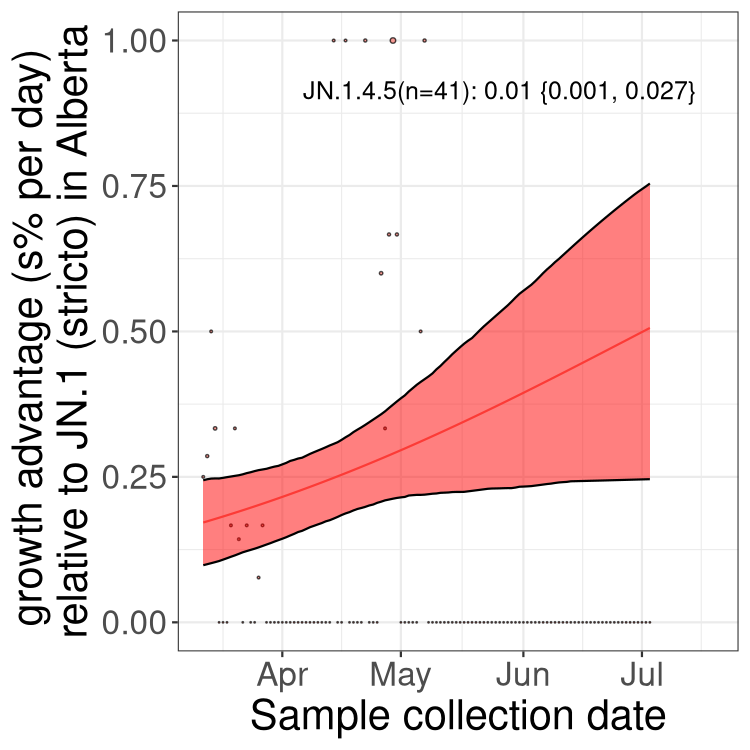 growth advantage (s% per day)
relative to JN.1 (stricto) in Alberta
1.00
0.75
0.50
0.25
0.00
JN.1.4.5(n=41): 0.01 {0.001, 0.027}
Apr May Jun Jul
Sample collection date